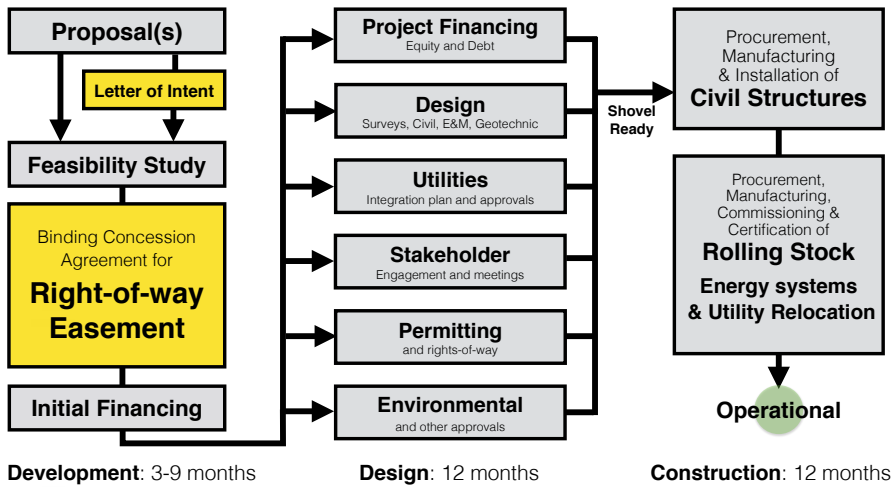 Proposal(s)
Letter of Intent
Feasibility Study
Binding Concession
Agreement for
Right-of-way
Easement
Initial Financing
Development: 3-9 months
Project Financing
Equity and Debt
Design
Surveys, Civil, E&M, Geotechnic
Utilities
Integration plan and approvals
Stakeholder
Engagement and meetings
Permitting
and rights-of-way
Environmental
and other approvals
Design: 12 months
Shovel
Ready
Procurement,
Manufacturing
& Installation of
Civil Structures
Procurement,
Manufacturing,
Commissioning &
Certification of
Rolling Stock
Energy systems
& Utility Relocation
Operational
Construction: 12 months